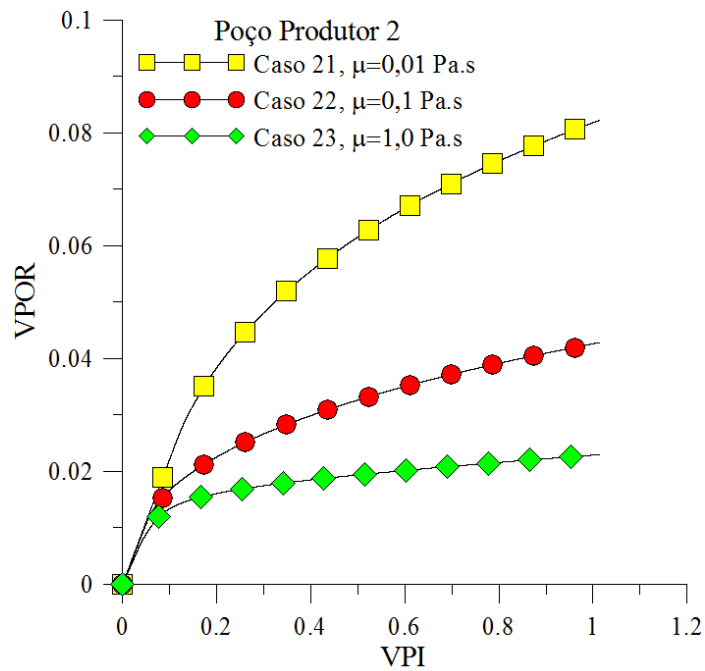 Poço Produtor 2
Caso 21, μ=0,01 Pa.s
Caso 22, μ=0,1 Pa.s
Caso 23, μ=1,0 Pa.s
0.1
0.08
0.06
0.04
0.02
0
VPOR
0 0.2 0.4 0.6 0.8 1 1.2
VPI